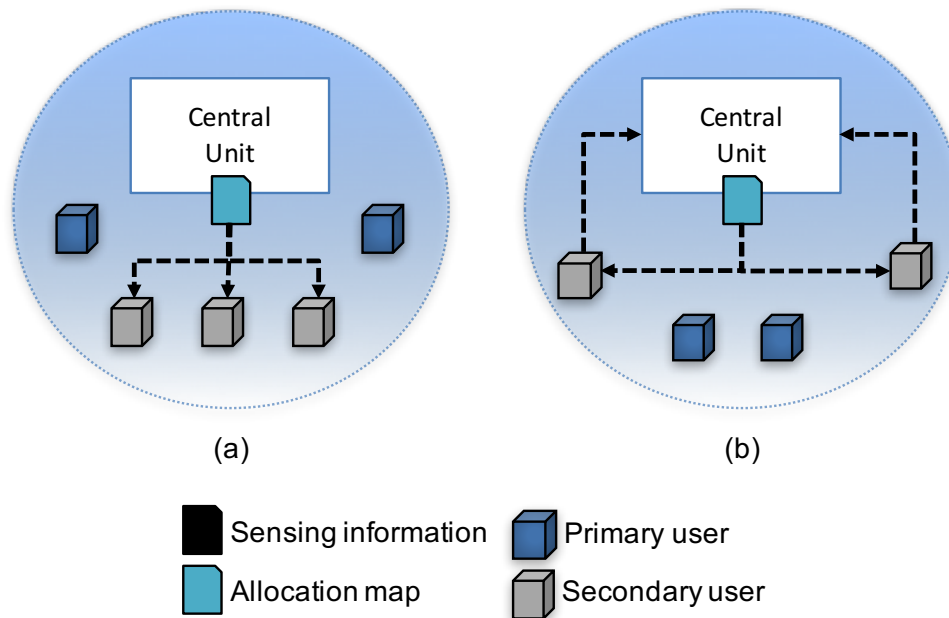 Central
Unit
Central
Unit
(a)
(b)
Sensing information
Primary user
Allocation map
Secondary user